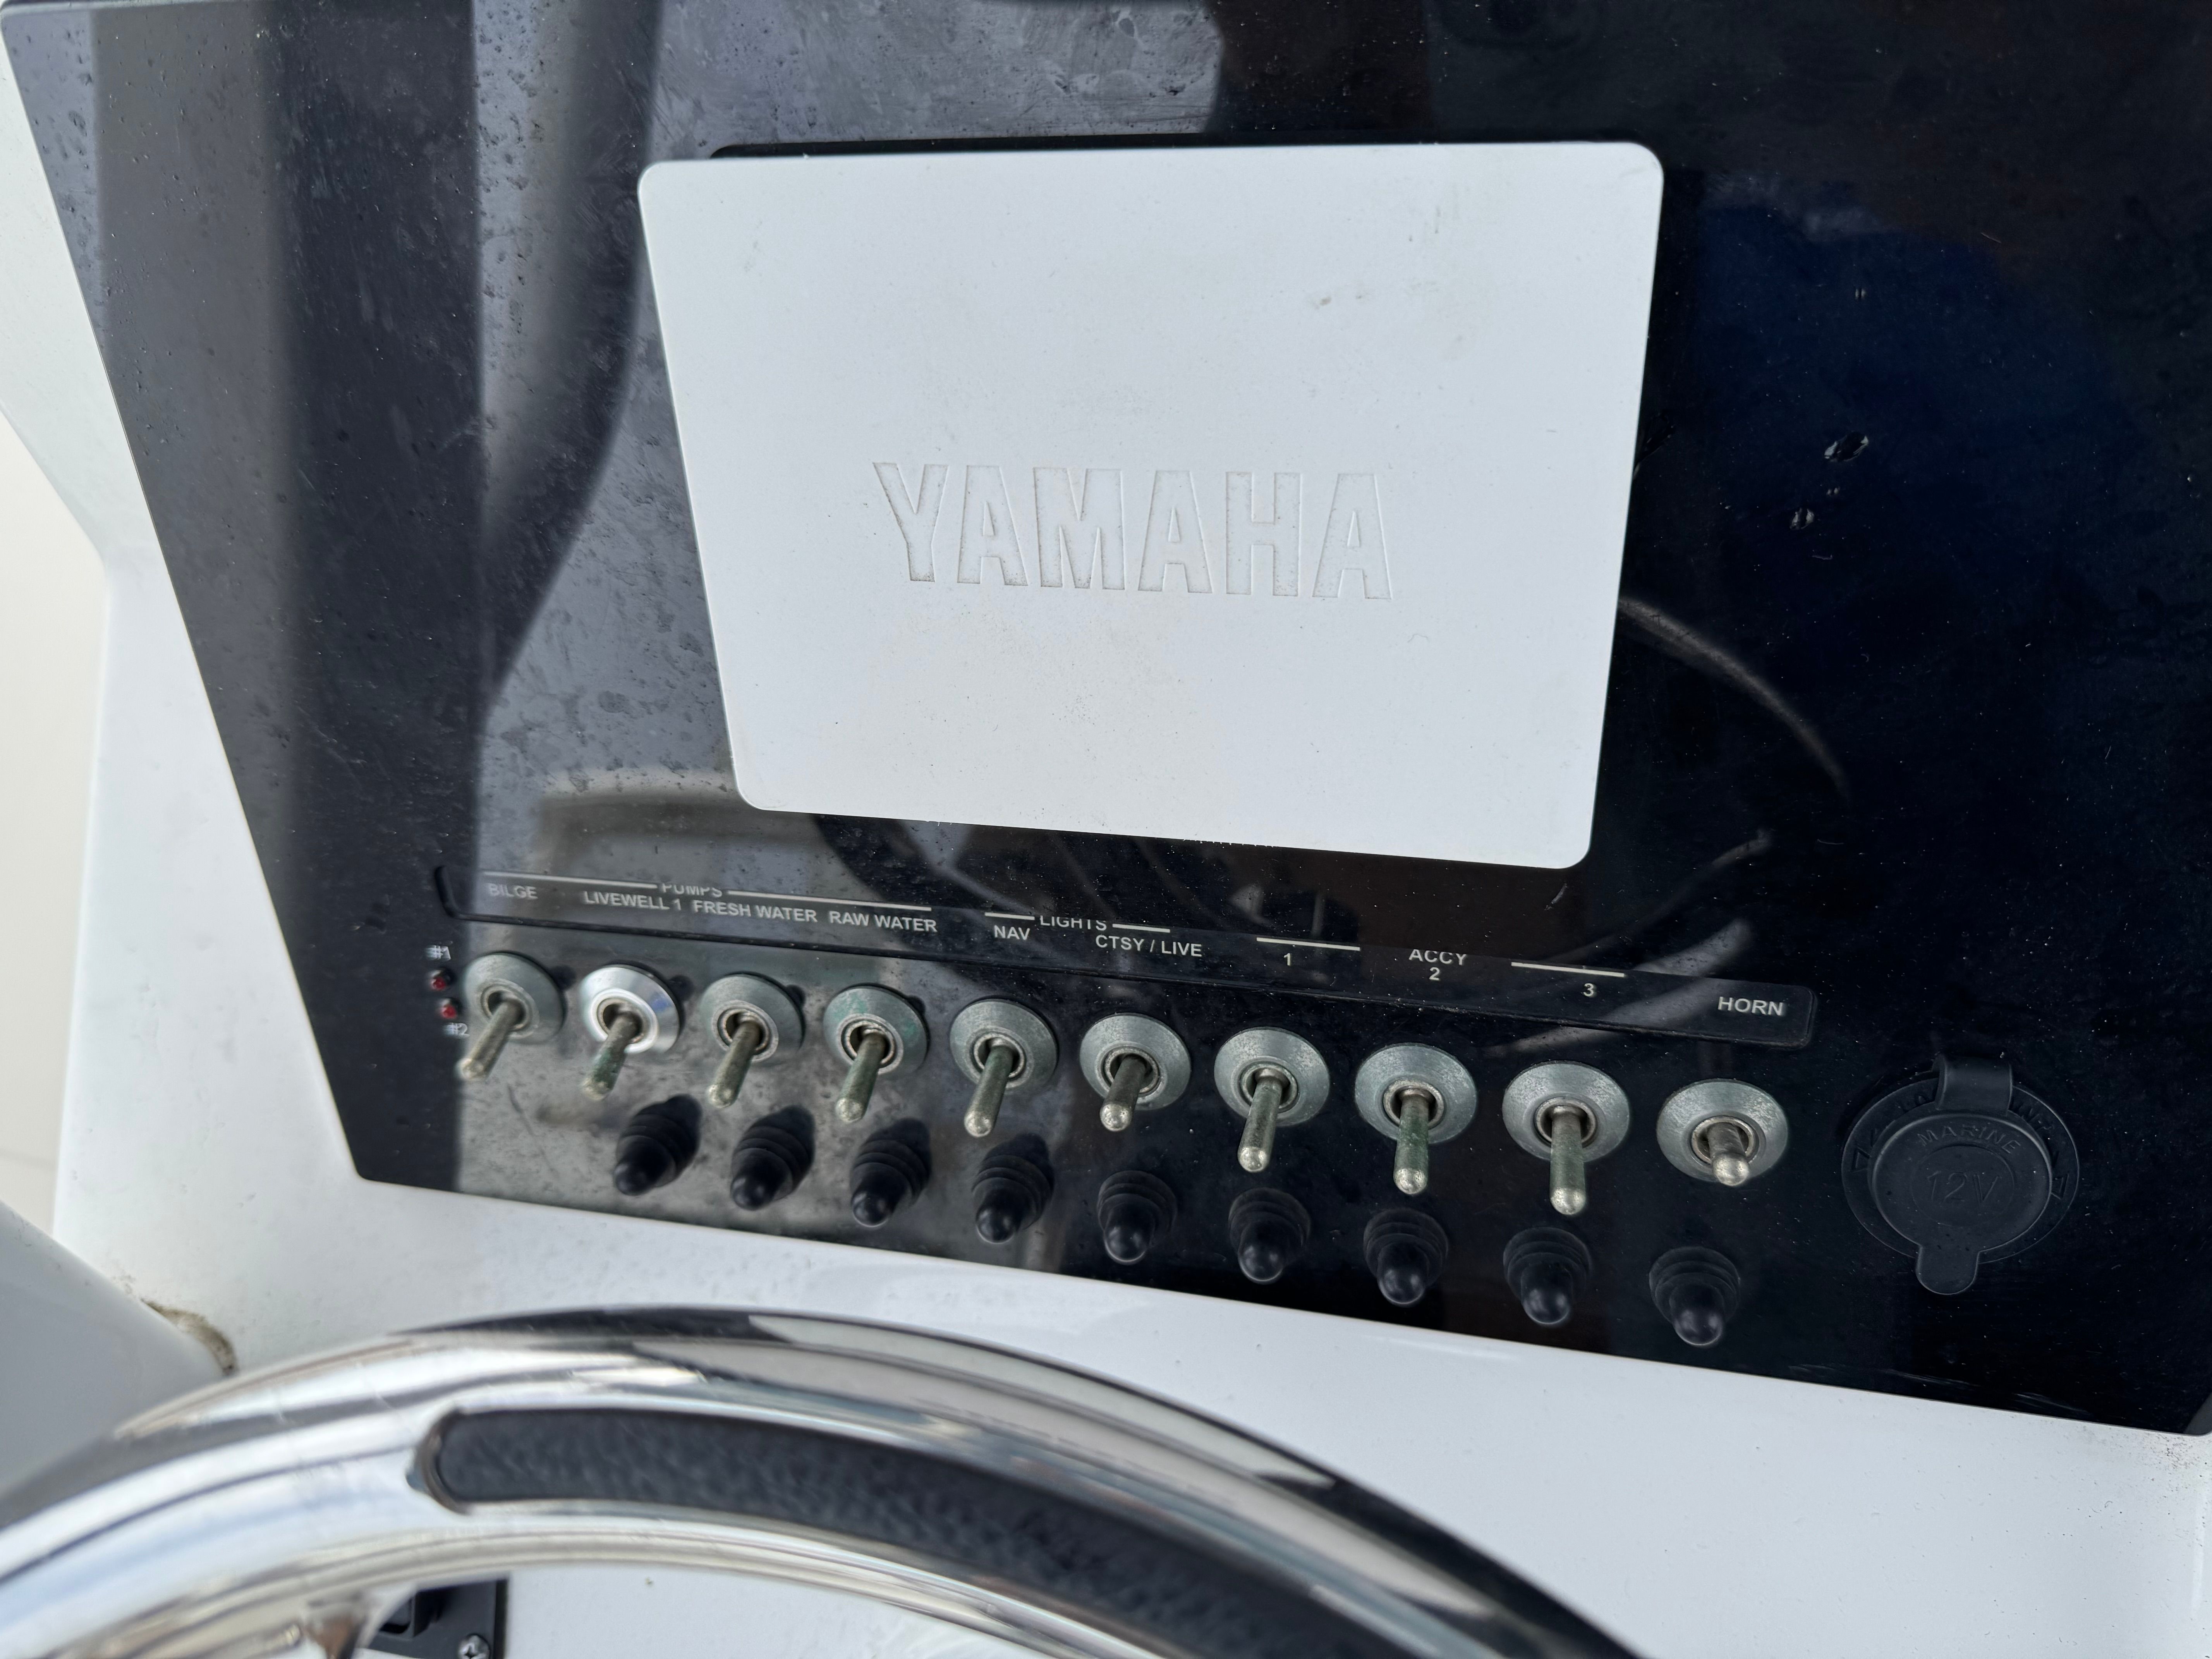 YAMAHA
PUMPS
BILGE LIVEWELL 1 FRESH WATER RAW WATER
LIGHTS
NAV CTSY / LIVE
ACCY
1 2 3
HORN
#1
#2
MARINE
12V